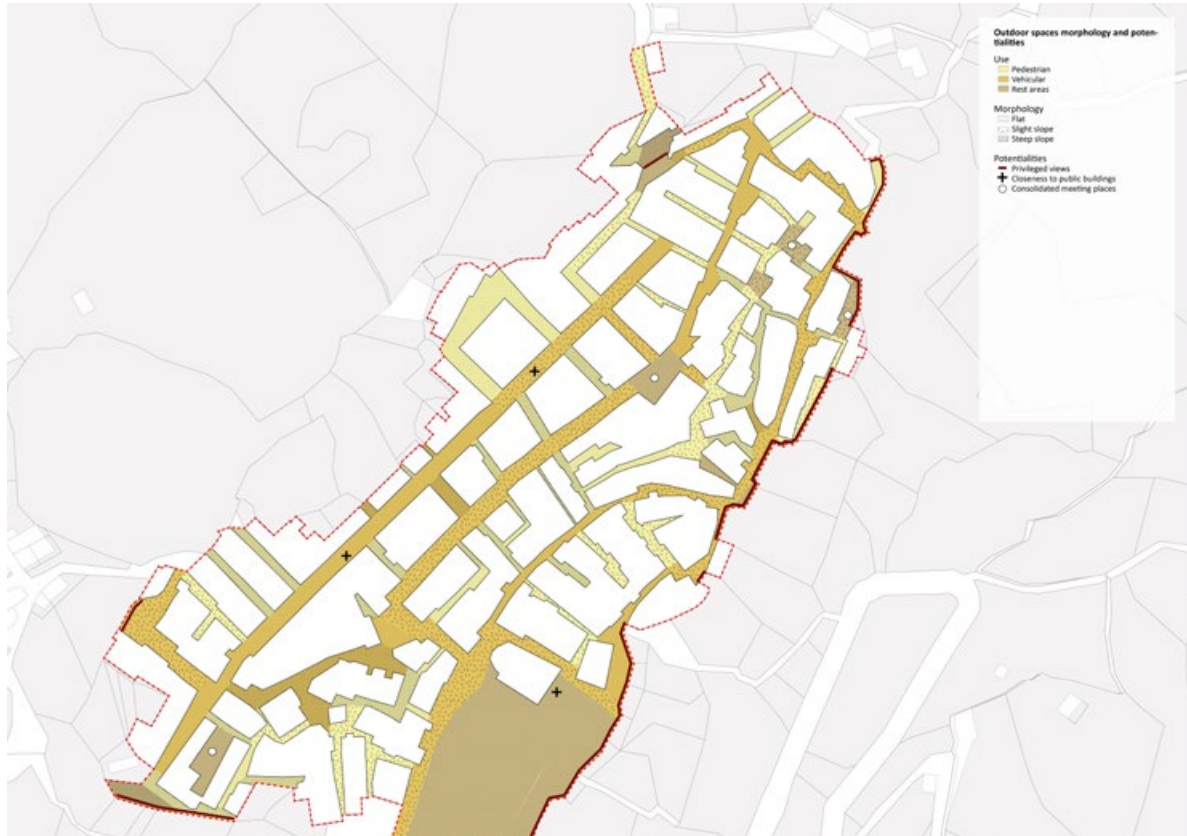 Outdoor spaces morphology and poten-
tialities
Use
Pedestrian
Vehicular
Rest areas
Morphology
Flat
Slight slope
Steep slope
Potentialities
Privileged views
Closeness to public buildings
Consolidated meeting places